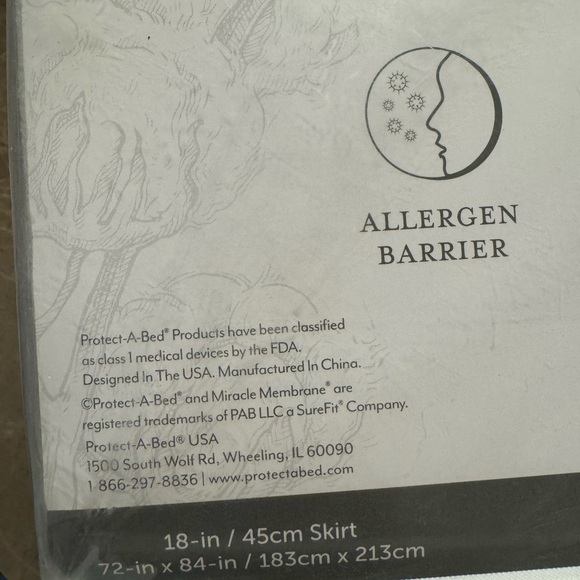 ALLERGEN
BARRIER
Protect-A-Bed® Products have been classified
as class 1 medical devices by the FDA.
Designed In The USA. Manufactured In China.
©Protect-A-Bed® and Miracle Membrane® are
registered trademarks of PAB LLC a SureFit® Company.
Protect-A-Bed® USA
1500 South Wolf Rd, Wheeling, IL 60090
1 866-297-8836 | www.protectabed.com
18-in / 45cm Skirt
72-in x 84-in / 183cm x 213cm